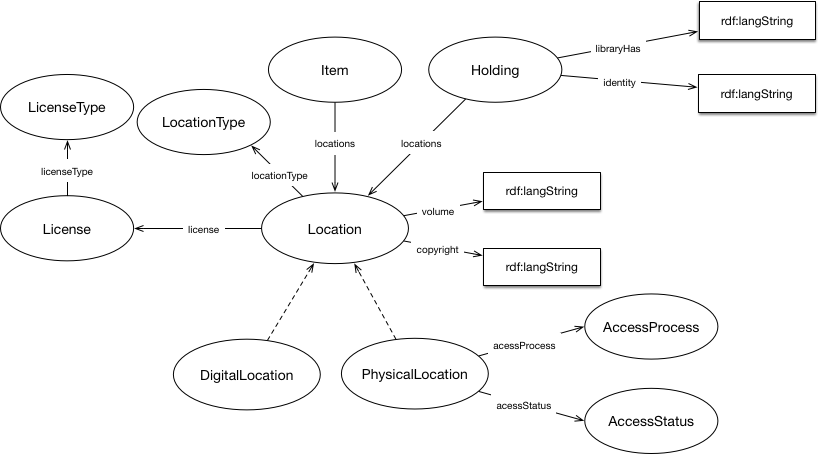 rdf:langString
libraryHas
Item
Holding
identity
rdf:langString
LicenseType
LocationType
locations
locations
licenseType
locationType
rdf:langString
volume
License
license
Location
copyright
rdf:langString
AccessProcess
acessProcess
DigitalLocation
PhysicalLocation
acessStatus
AccessStatus